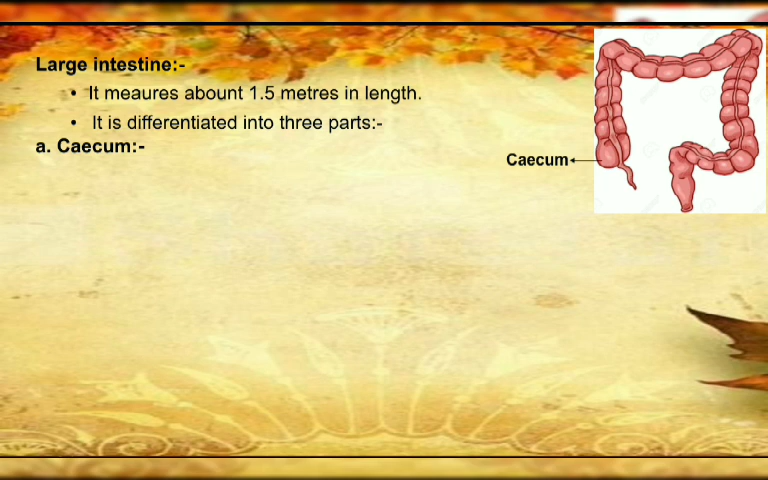 Large intestine:-
• It meaures abount 1.5 metres in length.
• It is differentiated into three parts:-
a. Caecum:-
Caecum